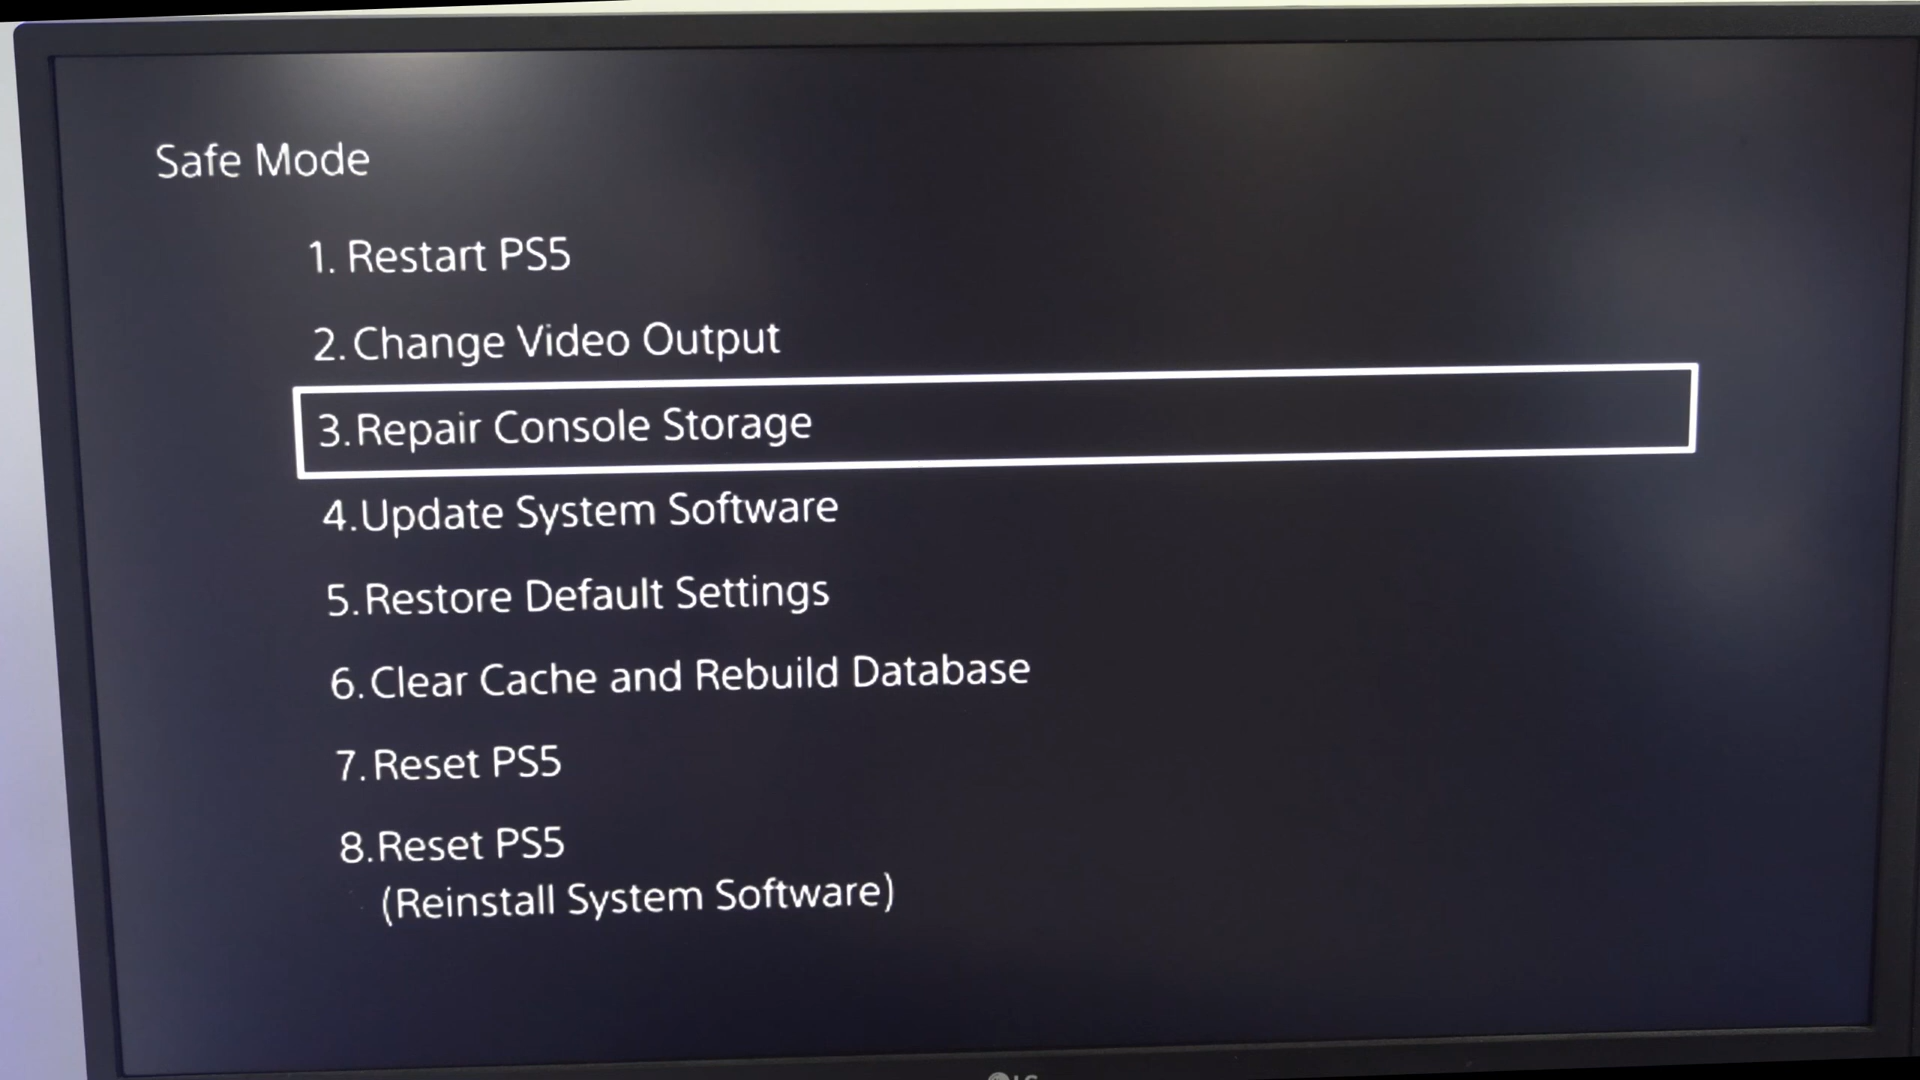 Safe Mode
1. Restart PS5
2. Change Video Output
3. Repair Console Storage
4. Update System Software
5. Restore Default Settings
6. Clear Cache and Rebuild Database
7. Reset PS5
8. Reset PS5
(Reinstall System Software)